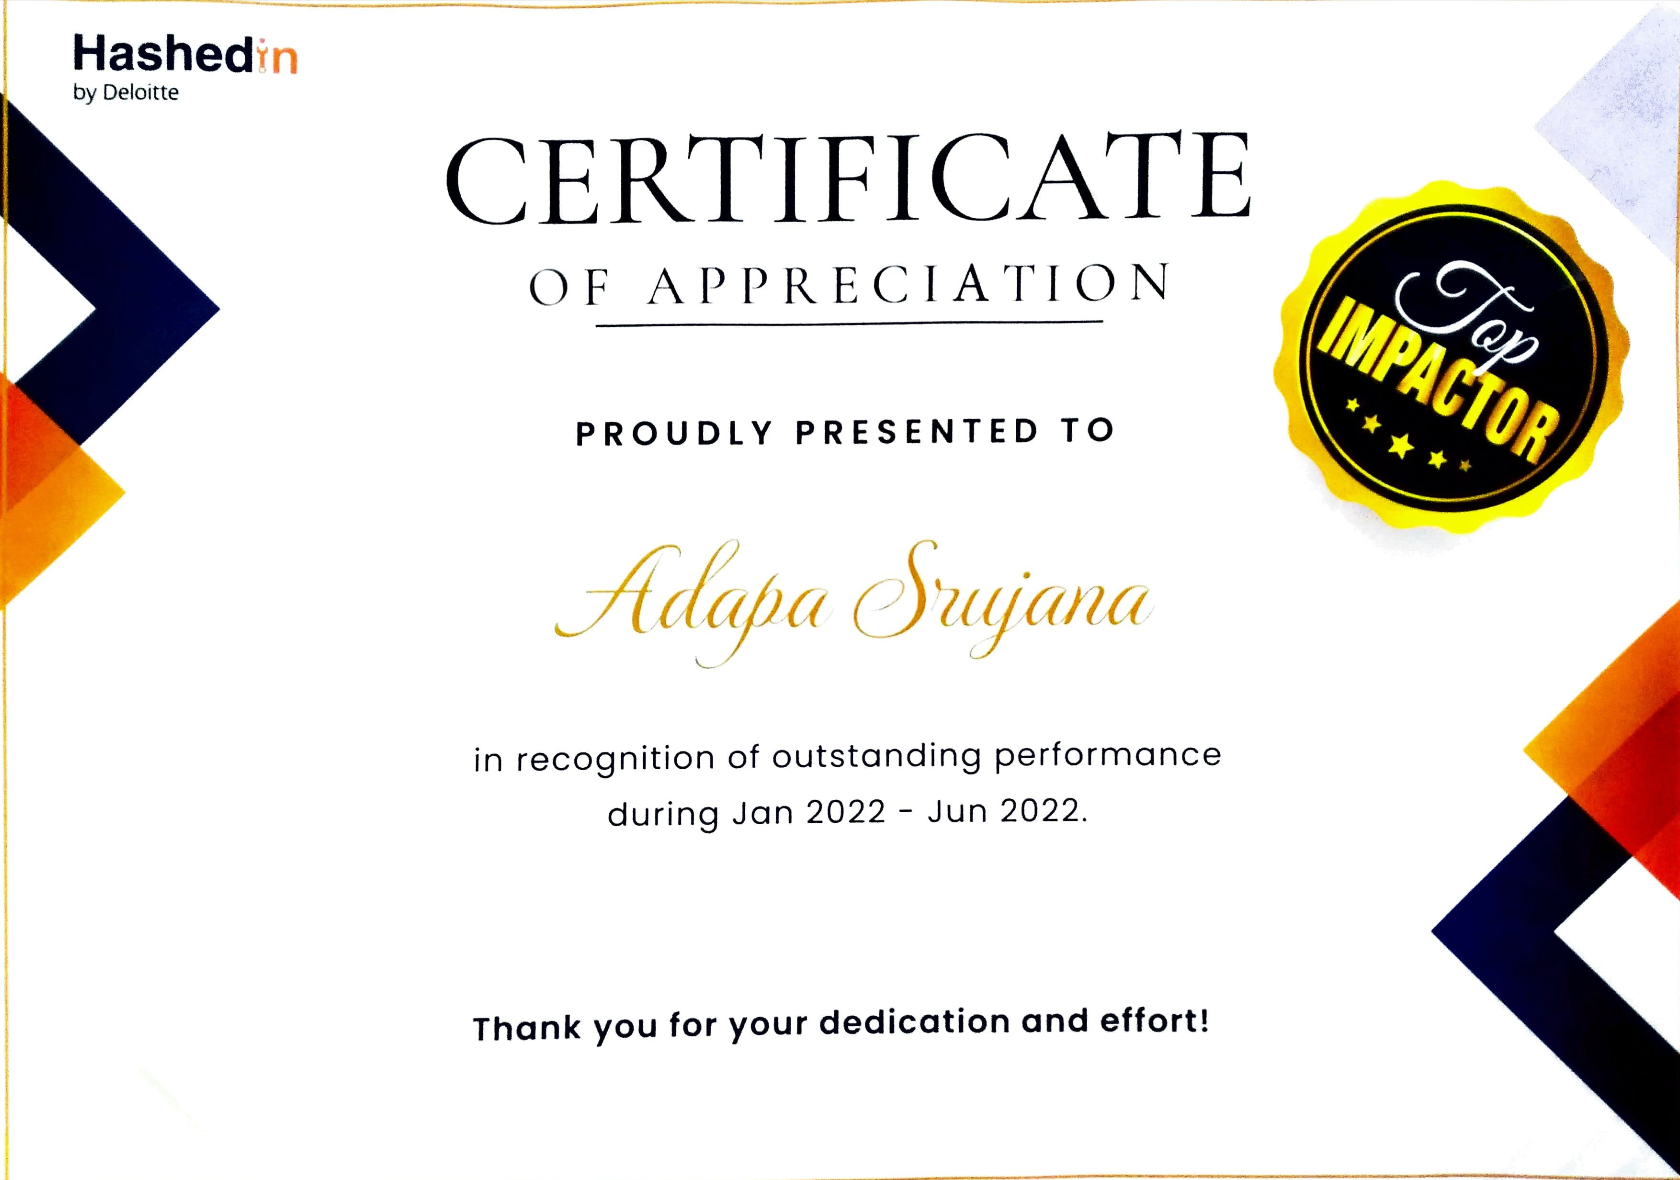 Hashedin
by Deloitte
CERTIFICATE
OF APPRECIATION
Top
IMPACTOR
PROUDLY PRESENTED TO
Adapa Srujana
in recognition of outstanding performance
during Jan 2022 - Jun 2022.
Thank you for your dedication and effort!